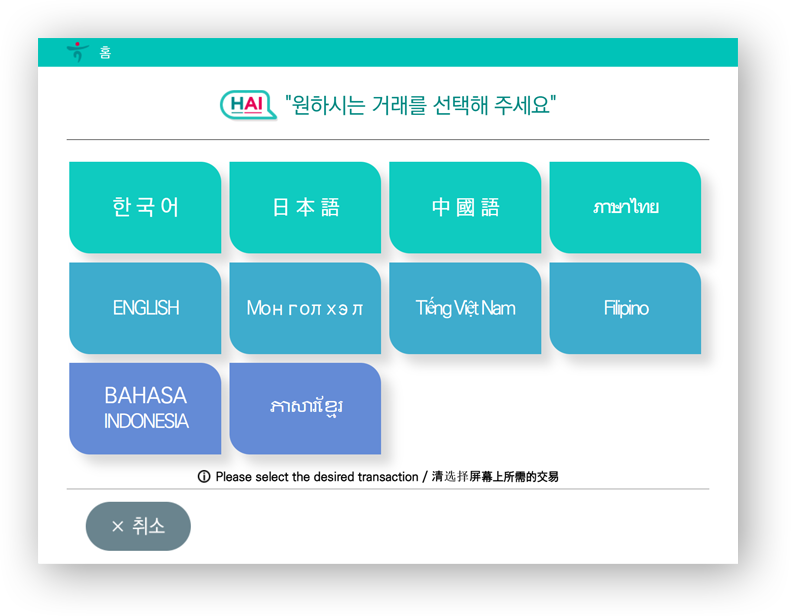 홈
HAI "원하시는 거래를 선택해 주세요"
한국어
日本語
中國語
ภาษาไทย
ENGLISH
Монгол хэл
Tiếng Việt Nam
Filipino
BAHASA
INDONESIA
ភាសាខ្មែរ
Please select the desired transaction / 请选择屏幕上所需的交易
× 취소